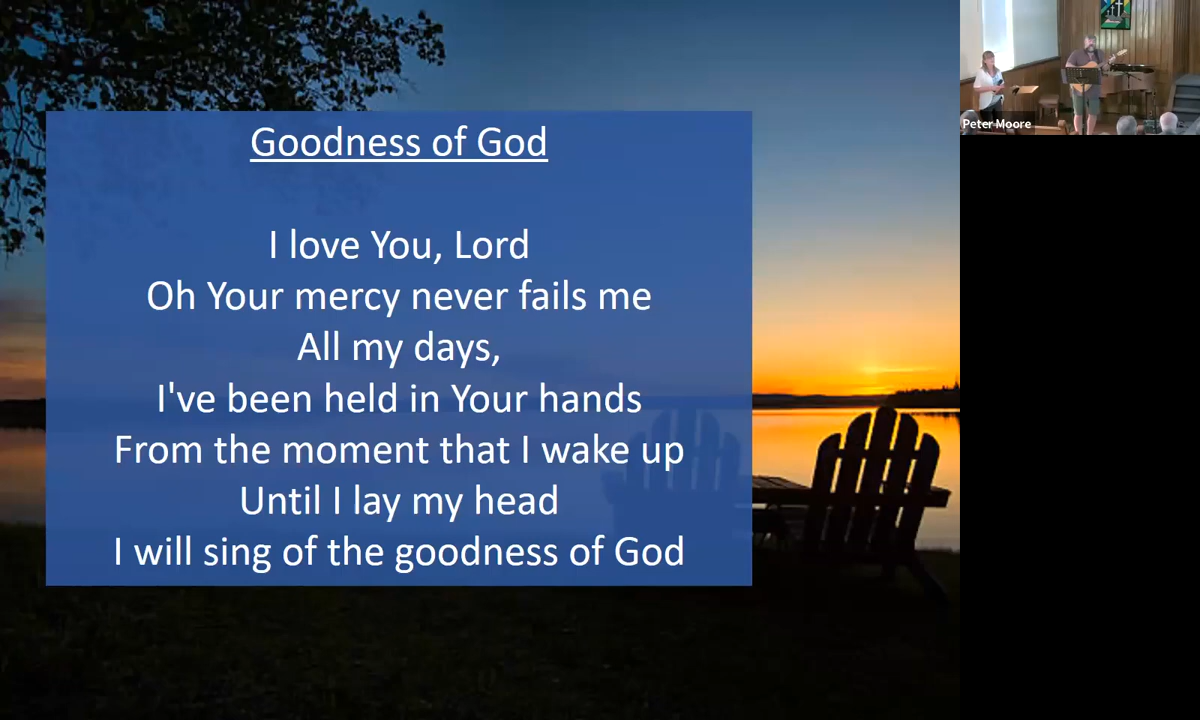 Goodness of God
I love You, Lord
Oh Your mercy never fails me
All my days,
I've been held in Your hands
From the moment that I wake up
Until I lay my head
I will sing of the goodness of God
Peter Moore